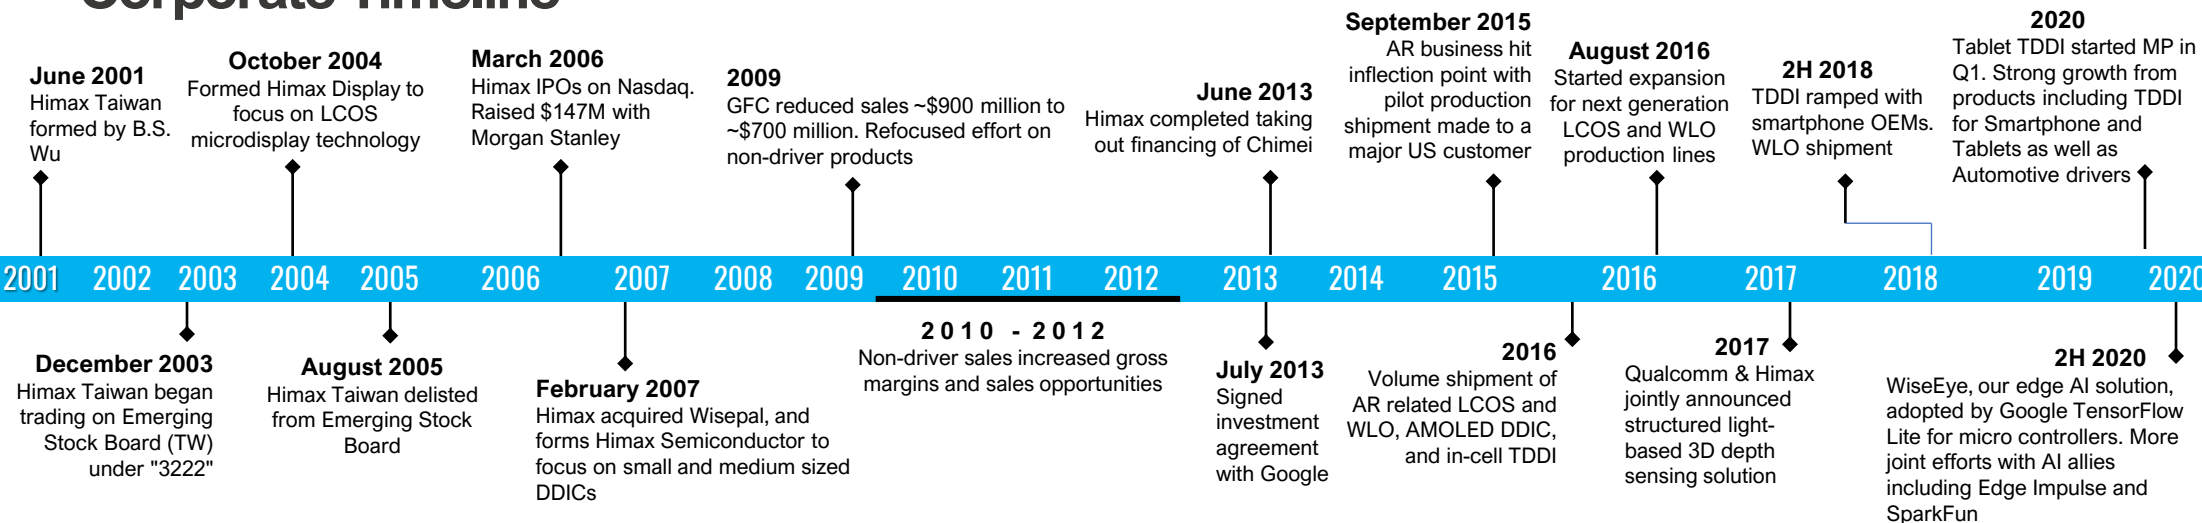 Corporate Timeline
June 2001
Himax Taiwan
formed by B.S.
Wu
October 2004
Formed Himax Display to
focus on LCOS
microdisplay technology
March 2006
Himax IPOs on Nasdaq.
Raised $147M with
Morgan Stanley
2009
GFC reduced sales ~$900 million to
~$700 million. Refocused effort on
non-driver products
June 2013
Himax completed taking
out financing of Chimei
September 2015
AR business hit
inflection point with
pilot production
shipment made to a
major US customer
August 2016
Started expansion
for next generation
LCOS and WLO
production lines
2H 2018
TDDI ramped with
smartphone OEMs.
WLO shipment
2020
Tablet TDDI started MP in
Q1. Strong growth from
products including TDDI
for Smartphone and
Tablets as well as
Automotive drivers
2001 2002 2003 2004 2005 2006 2007 2008 2009 2010 2011 2012 2013 2014 2015 2016 2017 2018 2019 2020
December 2003
Himax Taiwan began
trading on Emerging
Stock Board (TW)
under "3222"
August 2005
Himax Taiwan delisted
from Emerging Stock
Board
February 2007
Himax acquired Wisepal, and
forms Himax Semiconductor to
focus on small and medium sized
DDICs
2010 - 2012
Non-driver sales increased gross
margins and sales opportunities
July 2013
Signed
investment
agreement
with Google
2016
Volume shipment of
AR related LCOS and
WLO, AMOLED DDIC,
and in-cell TDDI
2017
Qualcomm & Himax
jointly announced
structured light-
based 3D depth
sensing solution
2H 2020
WiseEye, our edge AI solution,
adopted by Google TensorFlow
Lite for micro controllers. More
joint efforts with AI allies
including Edge Impulse and
SparkFun